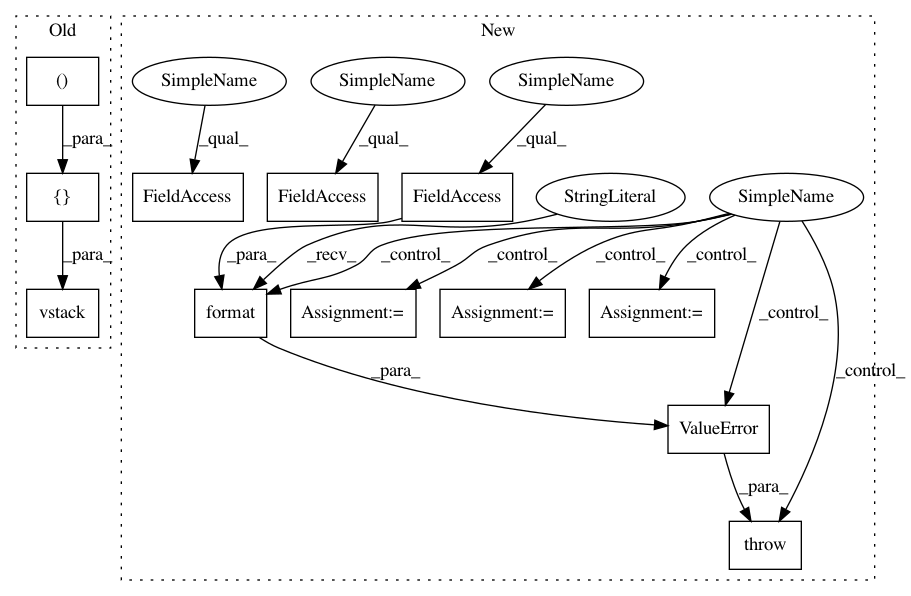 Old
New
()
SimpleName
SimpleName
SimpleName
_para_
_qual_
_qual_
_qual_
{}
FieldAccess
FieldAccess
FieldAccess
StringLiteral
SimpleName
_para_
_para_
_recv_
_control_
_control_
_control_
_control_
vstack
format
Assignment:=
Assignment:=
Assignment:=
_control_
_para_
_control_
ValueError
_para_
throw